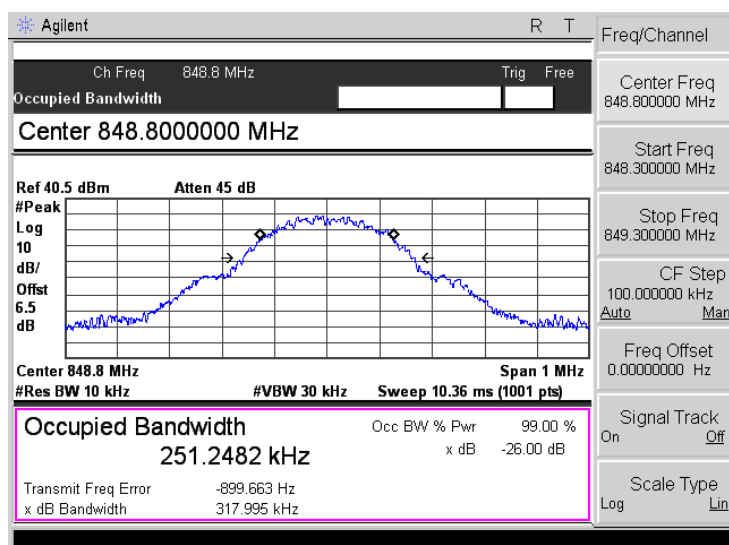 Agilent R T
Ch Freq 848.8 MHz Trig Free
Occupied Bandwidth
Center 848.8000000 MHz
Ref 40.5 dBm Atten 45 dB
#Peak
Log
10
dB/
Offst
6.5
dB
Center 848.8 MHz Span 1 MHz
#Res BW 10 kHz #VBW 30 kHz Sweep 10.36 ms (1001 pts)
Occupied Bandwidth Occ BW % Pwr 99.00 %
251.2482 kHz x dB -26.00 dB
Transmit Freq Error -899.663 Hz
x dB Bandwidth 317.995 kHz
Freq/Channel
Center Freq
848.800000 MHz
Start Freq
848.300000 MHz
Stop Freq
849.300000 MHz
CF Step
100.000000 kHz
Auto Man
Freq Offset
0.00000000 Hz
Signal Track
On Off
Scale Type
Log Lin